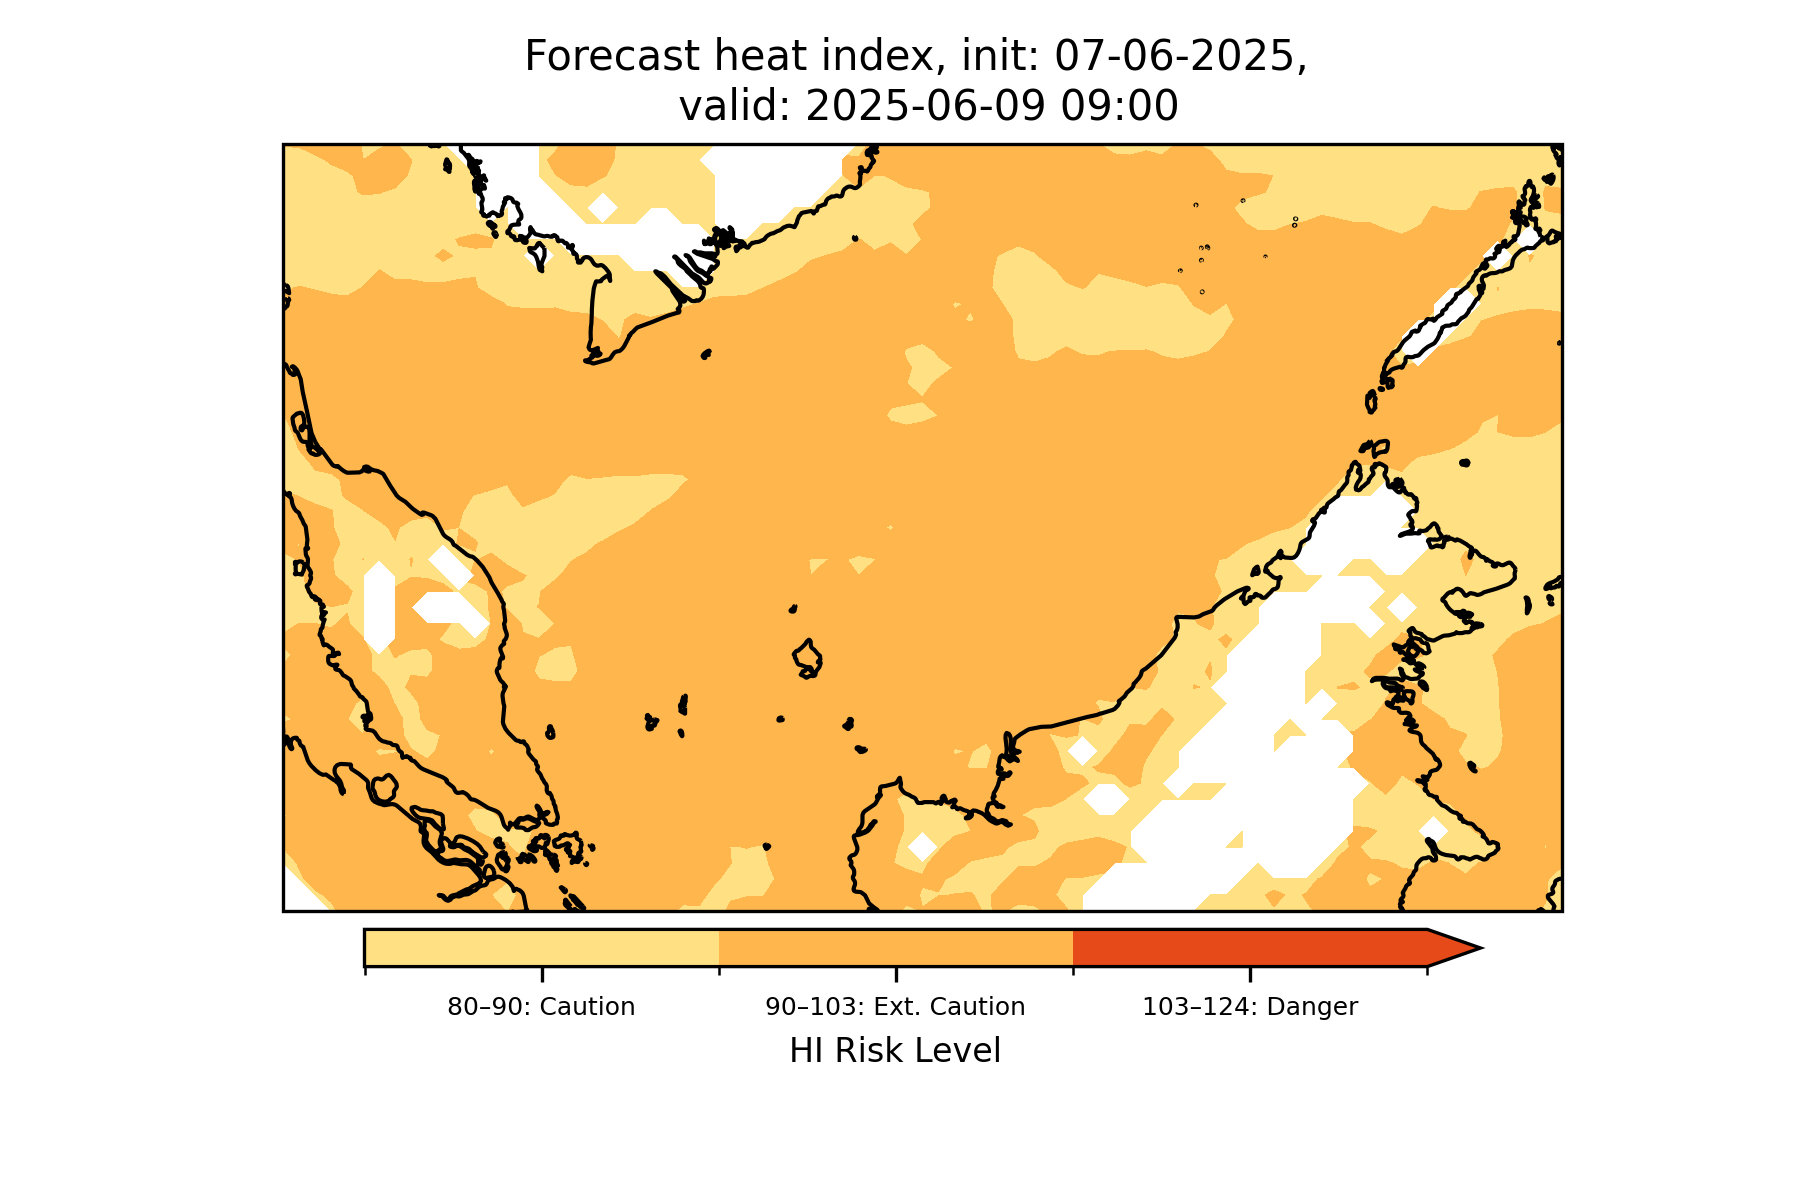 Forecast heat index, init: 07-06-2025,
valid: 2025-06-09 09:00
80–90: Caution
90–103: Ext. Caution
103–124: Danger
HI Risk Level